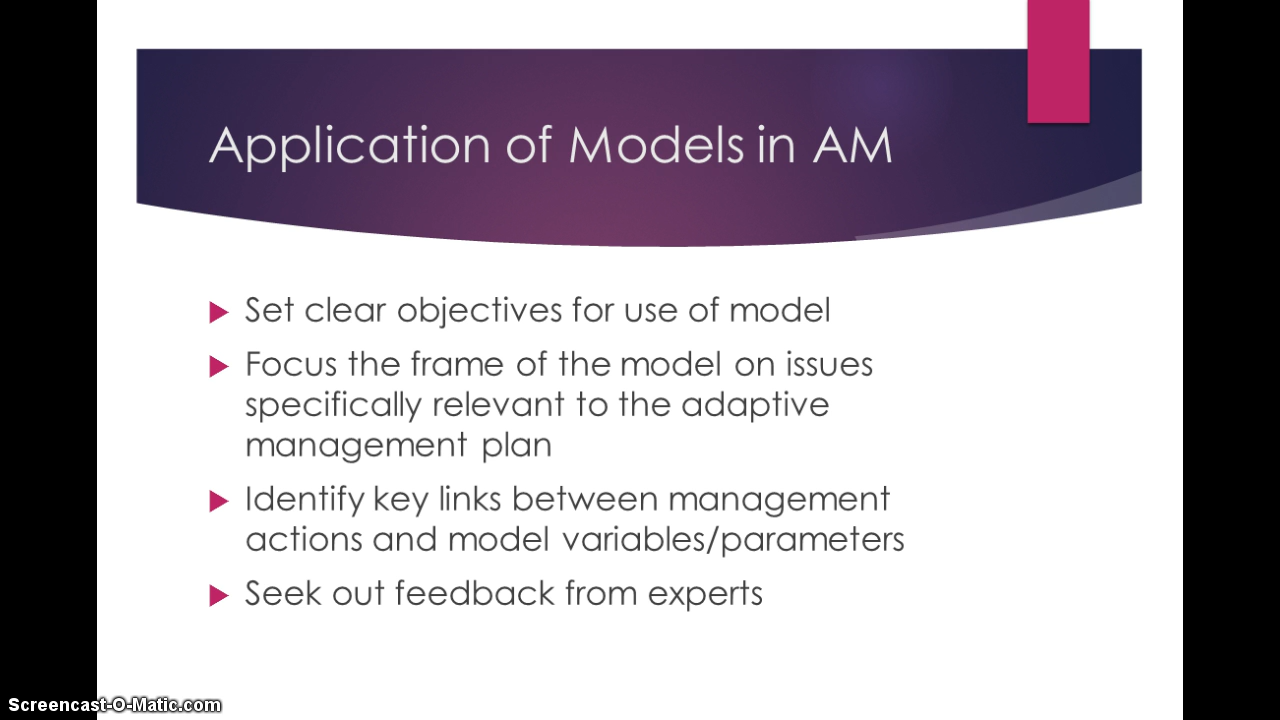 Application of Models in AM
Set clear objectives for use of model
Focus the frame of the model on issues
specifically relevant to the adaptive
management plan
Identify key links between management
actions and model variables/parameters
Seek out feedback from experts
Screencast-O-Matic.com